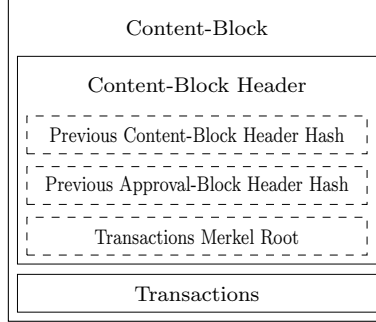 Content-Block
Content-Block Header
Previous Content-Block Header Hash
Previous Approval-Block Header Hash
Transactions Merkel Root
Transactions